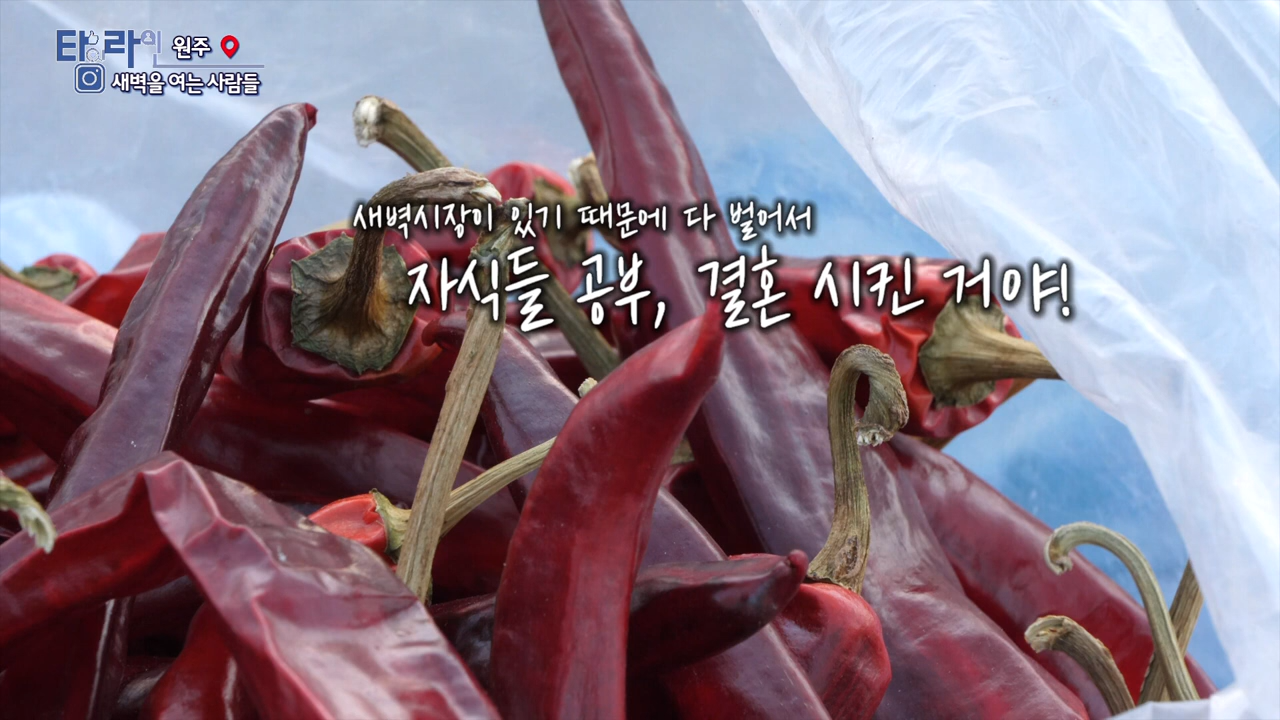 타라인 원주
새벽을 여는 사람들
새벽시장이 있기 때문에 다 벌어서
자식들 공부, 결혼 시킨 거야!